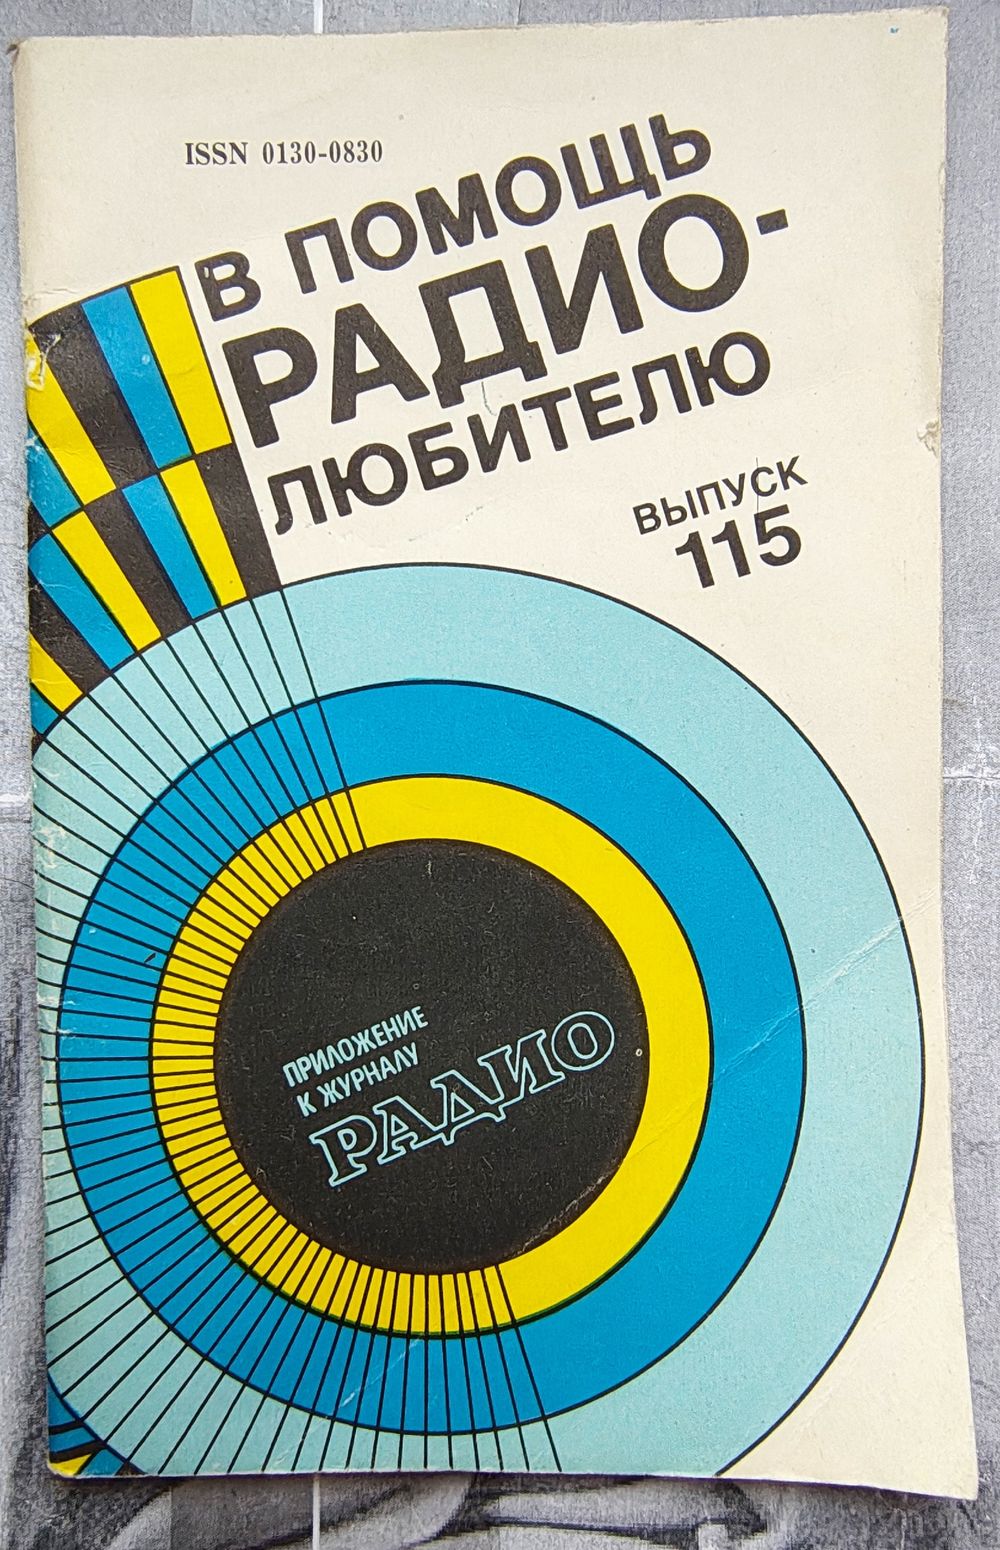 ISSN 0130-0830
В ПОМОЩЬ
РАДИО-
ЛЮБИТЕЛЮ
ВЫПУСК
115
ПРИЛОЖЕНИЕ
К ЖУРНАЛУ
РАДИО